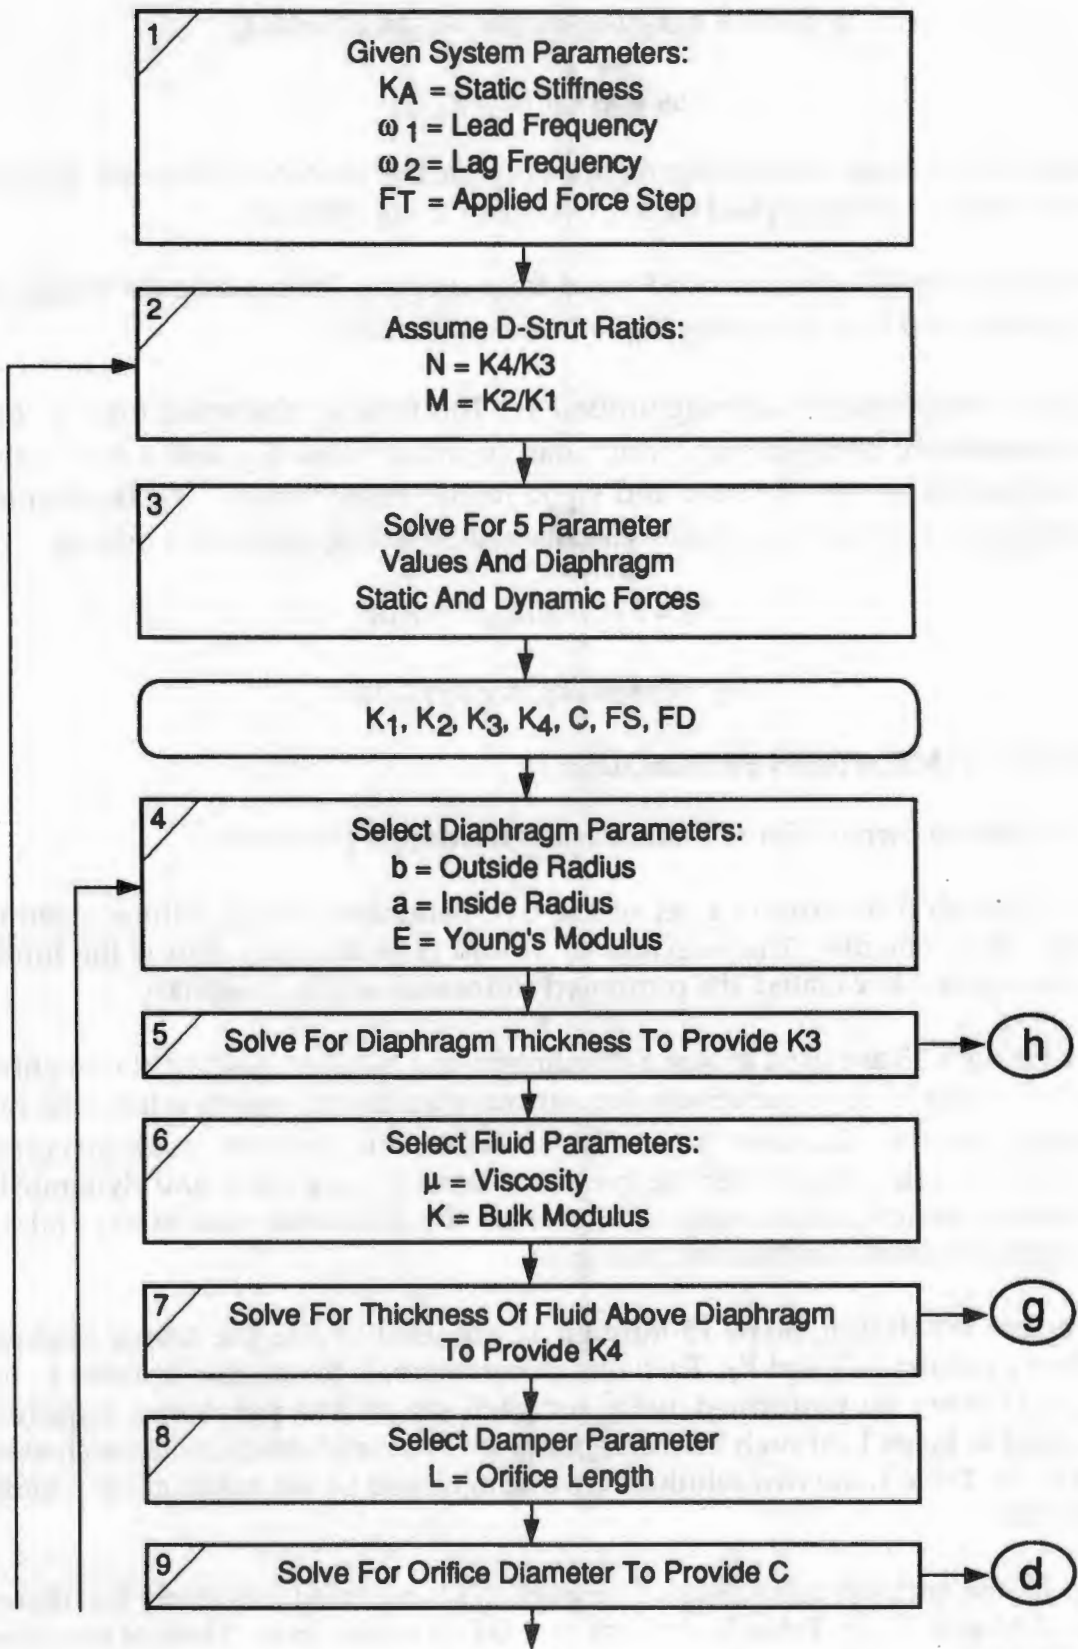 1
Given System Parameters:
KA = Static Stiffness
ω1 = Lead Frequency
ω2 = Lag Frequency
FT = Applied Force Step
2
Assume D-Strut Ratios:
N = K4/K3
M = K2/K1
3
Solve For 5 Parameter
Values And Diaphragm
Static And Dynamic Forces
K1, K2, K3, K4, C, FS, FD
4
Select Diaphragm Parameters:
b = Outside Radius
a = Inside Radius
E = Young's Modulus
5
Solve For Diaphragm Thickness To Provide K3
h
6
Select Fluid Parameters:
μ = Viscosity
K = Bulk Modulus
7
Solve For Thickness Of Fluid Above Diaphragm
To Provide K4
g
8
Select Damper Parameter
L = Orifice Length
9
Solve For Orifice Diameter To Provide C
d